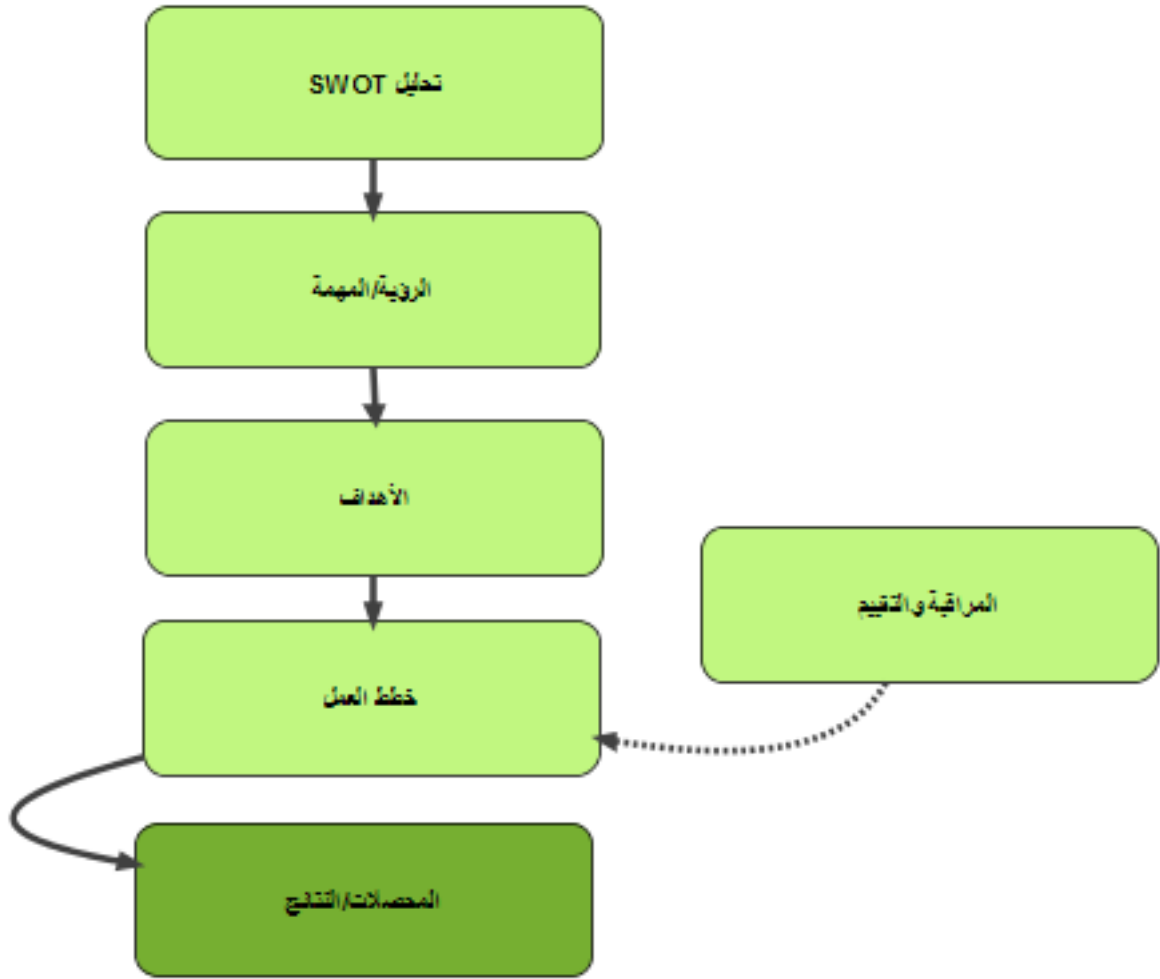 تحليل SWOT
الرؤية/المهمة
الأهداف
خطط العمل
المراقبة والتقييم
المحصلات/النتائج